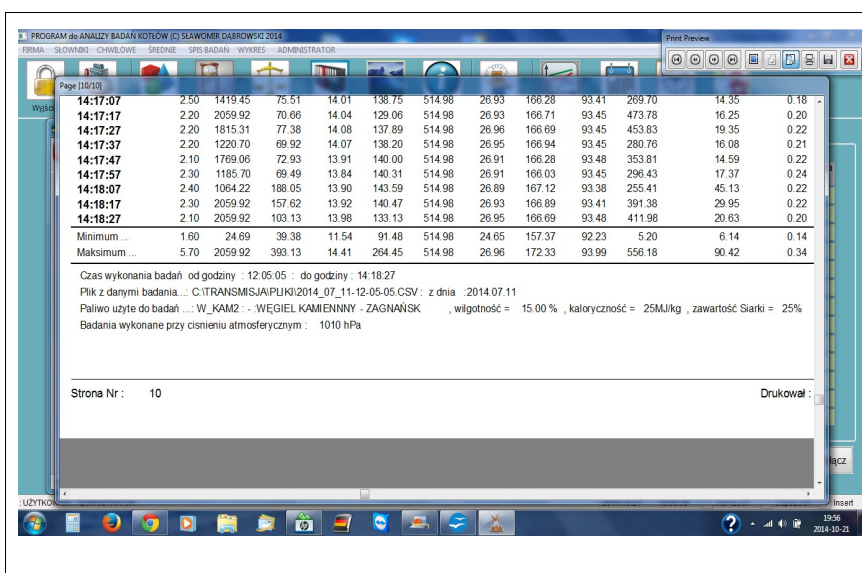 PROGRAM do ANALIZY BADAŃ KOTŁÓW (C) SŁAWOMIR DĄBROWSKI 2014
Print Preview
FIRMA SŁOWNIKI CHWILOWE ŚREDNIE SPIS BADAŃ WYKRES ADMINISTRATOR
Page [10/10]
14:17:07 2.50 1419.45 75.51 14.01 138.75 514.98 26.93 166.28 93.41 269.70 14.35 0.18
14:17:17 2.20 2059.92 70.66 14.04 129.06 514.98 26.93 166.71 93.45 473.78 16.25 0.20
14:17:27 2.20 1815.31 77.38 14.08 137.89 514.98 26.96 166.69 93.45 453.83 19.35 0.22
14:17:37 2.20 1220.70 69.92 14.07 138.20 514.98 26.95 166.94 93.45 280.76 16.08 0.21
14:17:47 2.10 1769.06 72.93 13.91 140.00 514.98 26.91 166.28 93.48 353.81 14.59 0.22
14:17:57 2.30 1185.70 69.49 13.84 140.31 514.98 26.91 166.03 93.45 296.43 17.37 0.24
14:18:07 2.40 1064.22 188.05 13.90 143.59 514.98 26.89 167.12 93.38 255.41 45.13 0.22
14:18:17 2.30 2059.92 157.62 13.92 140.47 514.98 26.93 166.89 93.41 391.38 29.95 0.22
14:18:27 2.10 2059.92 103.13 13.98 133.13 514.98 26.95 166.69 93.48 411.98 20.63 0.20
Minimum ... 1.60 24.69 39.38 11.54 91.48 514.98 24.65 157.37 92.23 5.20 6.14 0.14
Maksimum ... 5.70 2059.92 393.13 14.41 264.45 514.98 26.96 172.33 93.99 556.18 90.42 0.34
Czas wykonania badań od godziny : 12:05:05 : do godziny : 14:18:27
Plik z danymi badania...: C:\TRANSMISJA\PLIKI\2014_07_11-12-05-05.CSV : z dnia :2014.07.11
Paliwo użyte do badań ...: W_KAM2 : - :WĘGIEL KAMIENNNY - ZAGNAŃSK , wilgotność = 15.00 % , kaloryczność = 25MJ/kg , zawartość Siarki = 25%
Badania wykonane przy cisnieniu atmosferycznym : 1010 hPa
Strona Nr : 10 Drukował :
Insert
19:56
2014-10-21